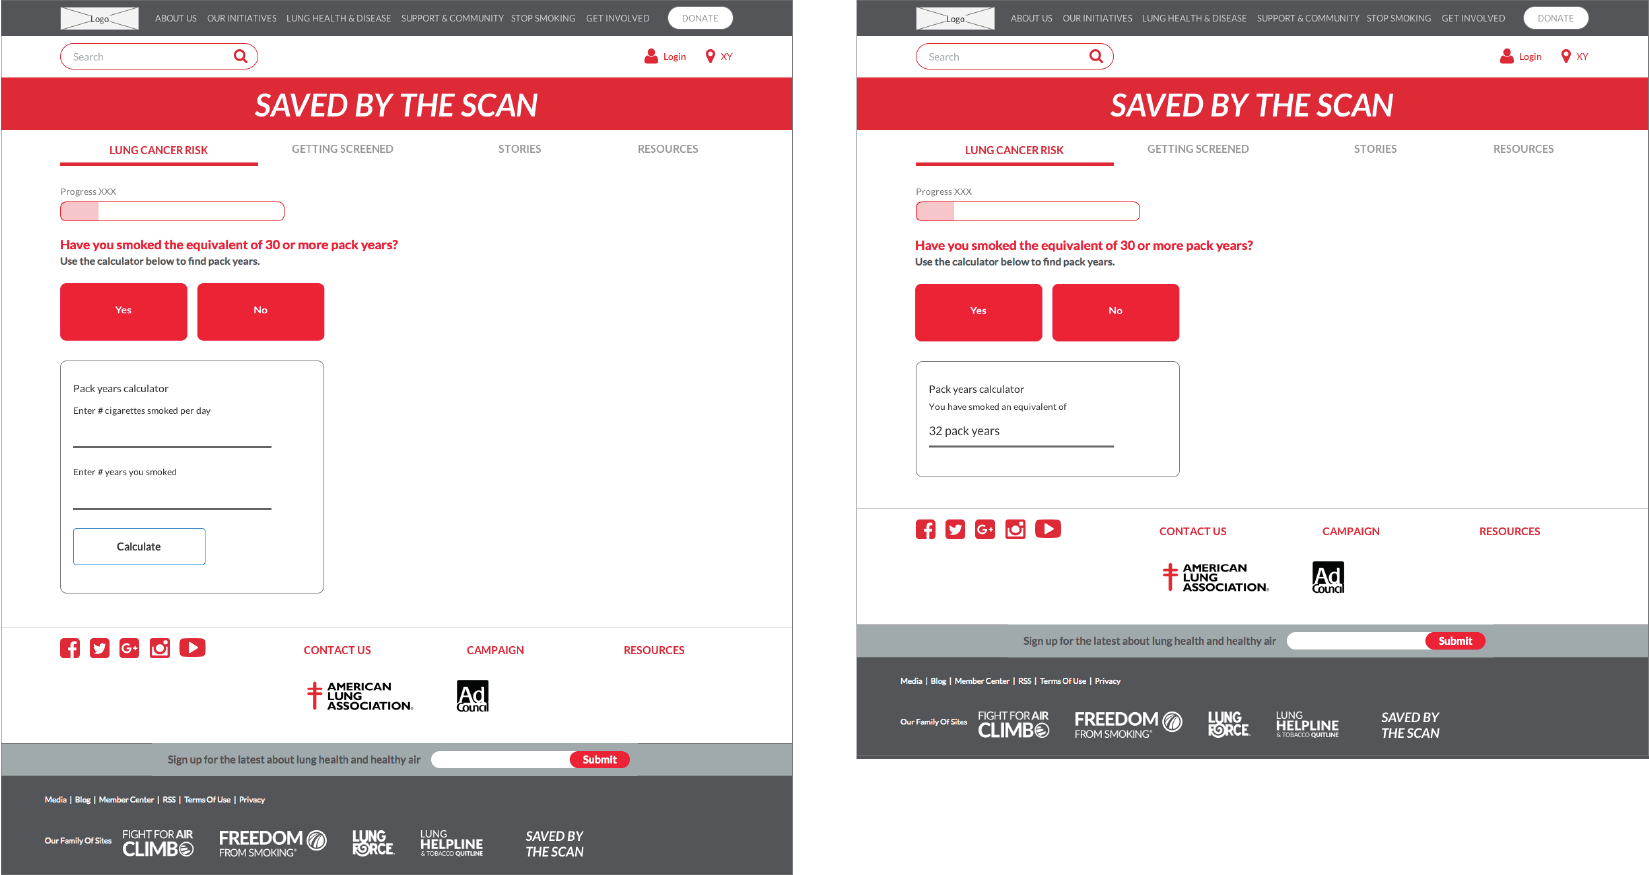 Logo ABOUT US OUR INITIATIVES LUNG HEALTH & DISEASE SUPPORT & COMMUNITY STOP SMOKING GET INVOLVED DONATE
Search Login XY
SAVED BY THE SCAN
LUNG CANCER RISK GETTING SCREENED STORIES RESOURCES
Progress XXX
Have you smoked the equivalent of 30 or more pack years?
Use the calculator below to find pack years.
Yes No
Pack years calculator
Enter # cigarettes smoked per day
Enter # years you smoked
Calculate
CONTACT US CAMPAIGN RESOURCES
AMERICAN
LUNG
ASSOCIATION®
Ad
Council
Sign up for the latest about lung health and healthy air Submit
Media | Blog | Member Center | RSS | Terms Of Use | Privacy
Our Family Of Sites
FIGHT FOR AIR
CLIMB
FREEDOM
FROM SMOKING®
LUNG
FORCE
LUNG
HELPLINE
& TOBACCO QUITLINE
SAVED BY
THE SCAN
Logo ABOUT US OUR INITIATIVES LUNG HEALTH & DISEASE SUPPORT & COMMUNITY STOP SMOKING GET INVOLVED DONATE
Search Login XY
SAVED BY THE SCAN
LUNG CANCER RISK GETTING SCREENED STORIES RESOURCES
Progress XXX
Have you smoked the equivalent of 30 or more pack years?
Use the calculator below to find pack years.
Yes No
Pack years calculator
You have smoked an equivalent of
32 pack years
CONTACT US CAMPAIGN RESOURCES
AMERICAN
LUNG
ASSOCIATION®
Ad
Council
Sign up for the latest about lung health and healthy air Submit
Media | Blog | Member Center | RSS | Terms Of Use | Privacy
Our Family Of Sites
FIGHT FOR AIR
CLIMB
FREEDOM
FROM SMOKING®
LUNG
FORCE
LUNG
HELPLINE
& TOBACCO QUITLINE
SAVED BY
THE SCAN